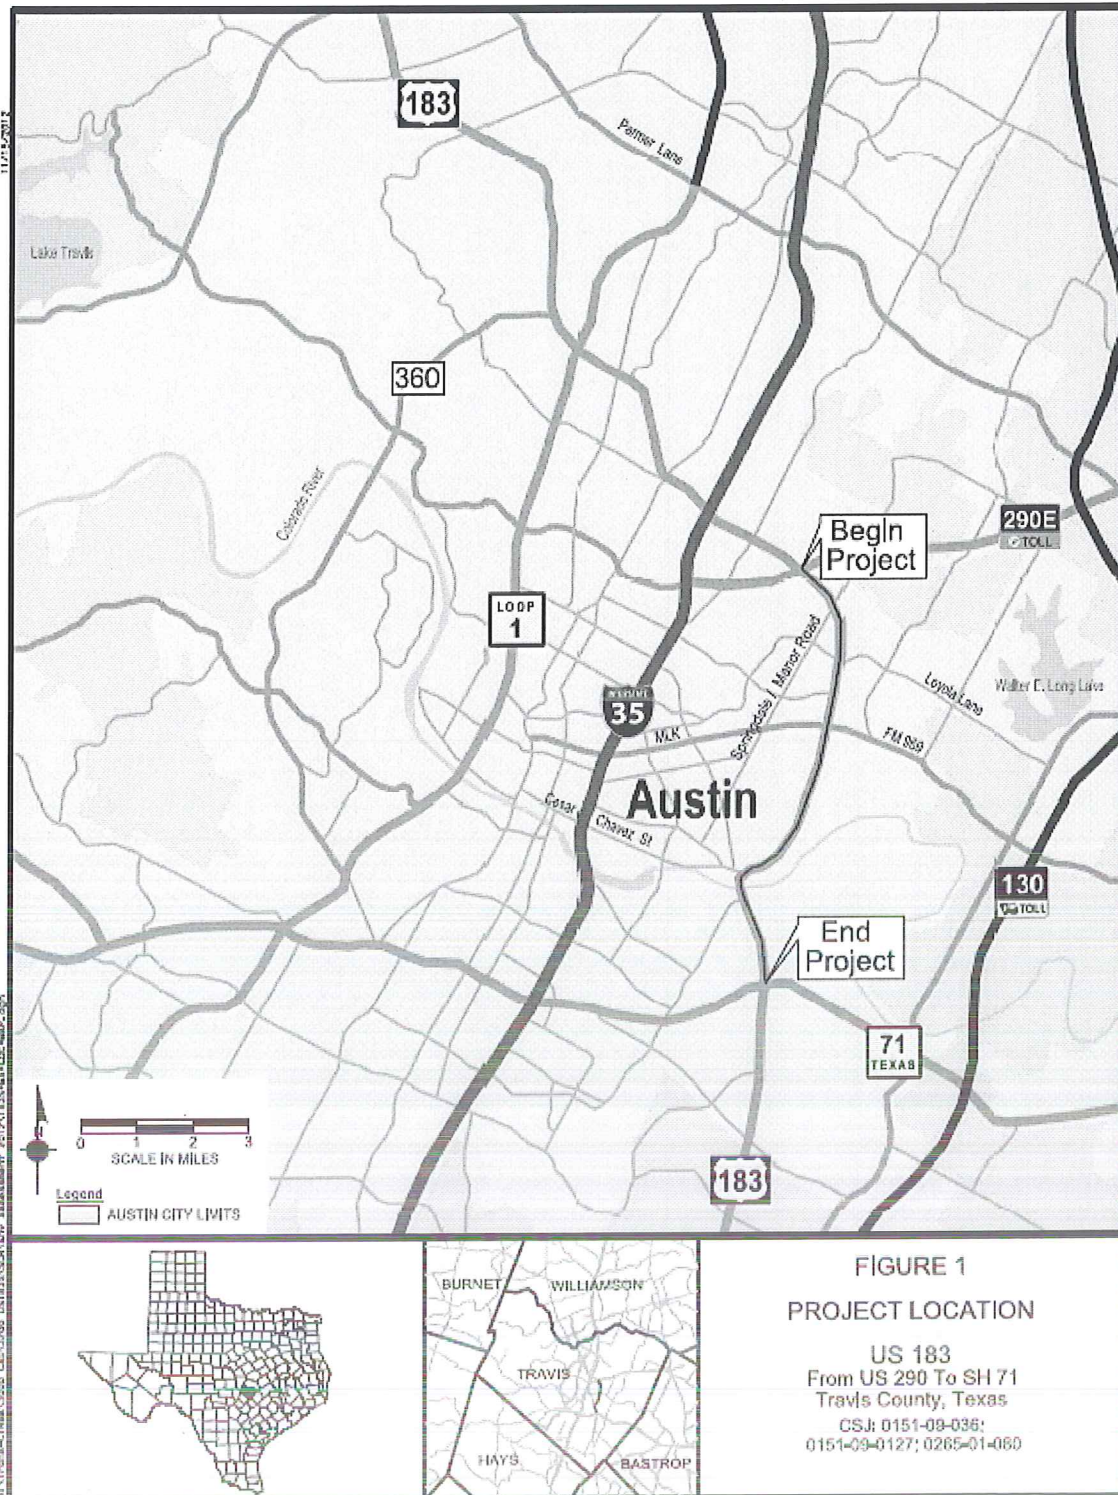 11/15/2012
183
Parmer Lane
Lake Travis
360
Colorado River
290E
TOLL
Begin
Project
LOOP
1
Springdale / Manor Road
Loyola Lane
Walter E. Long Lake
35
MLK
FM 969
Austin
Cesar Chavez St
130
TOLL
End
Project
71
TEXAS
183
N
0 1 2 3
SCALE IN MILES
Legend
AUSTIN CITY LIMITS
BURNET
WILLIAMSON
TRAVIS
HAYS
BASTROP
FIGURE 1
PROJECT LOCATION
US 183
From US 290 To SH 71
Travis County, Texas
CSJ: 0151-09-036;
0151-09-0127; 0265-01-080